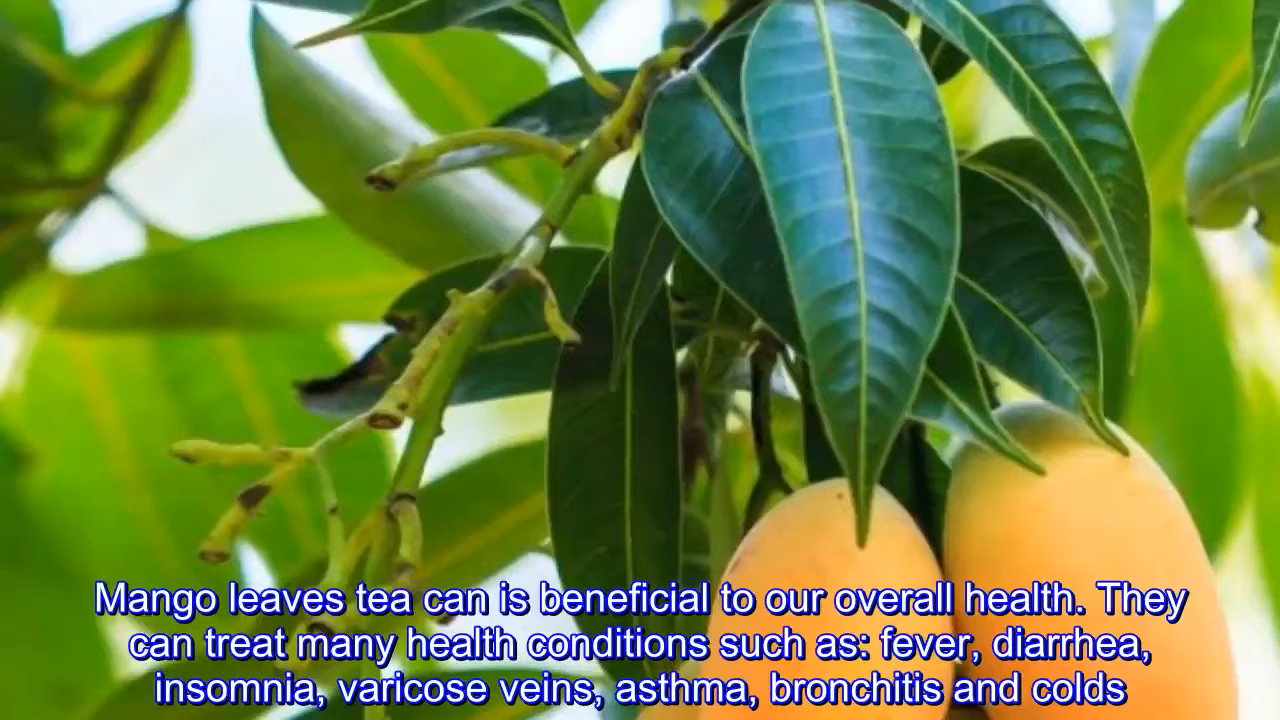 Mango leaves tea can is beneficial to our overall health. They
can treat many health conditions such as: fever, diarrhea,
insomnia, varicose veins, asthma, bronchitis and colds